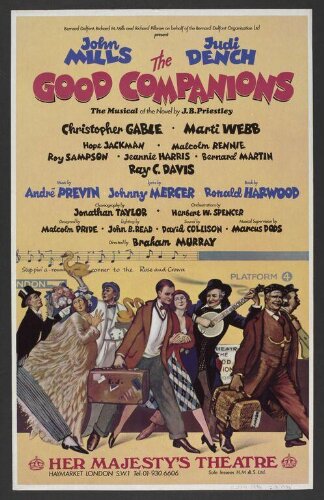 Bernard Delfont, Richard M. Mills and Richard Pilbrow on behalf of the Bernard Delfont Organisation Ltd
present
John MILLS
Judi DENCH
The
GOOD COMPANIONS
The Musical of the Novel by J.B. Priestley
Christopher GABLE Marti WEBB
Hope JACKMAN Malcolm RENNIE
Roy SAMPSON Jeannie HARRIS Bernard MARTIN
Ray C. DAVIS
Music by Lyrics by Book by
André PREVIN Johnny MERCER Ronald HARWOOD
Choreography by Orchestrations by
Jonathan TAYLOR Herbert W. SPENCER
Designed by Lighting by Sound by Musical Supervision by
Malcolm PRIDE John B. READ David COLLISON Marcus DODS
Directed by Braham MURRAY
Steppin a round corner to the Rose and Crown
PLATFORM 4
NDON 4
HER MAJESTY'S THEATRE
HAYMARKET LONDON S.W.1 Tel: 01-930.6606